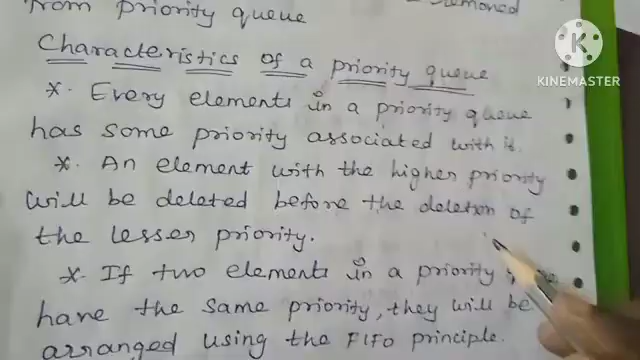 from priority queue
removed
Characteristics of a priority queue
*. Every elements in a priority queue
has some priority associated with it.
*. An element with the higher priority
will be deleted before the deletion of
the lesser priority.
*. If two elements in a priority
have the same priority, they will be
arranged using the FIFO principle.
KINEMASTER